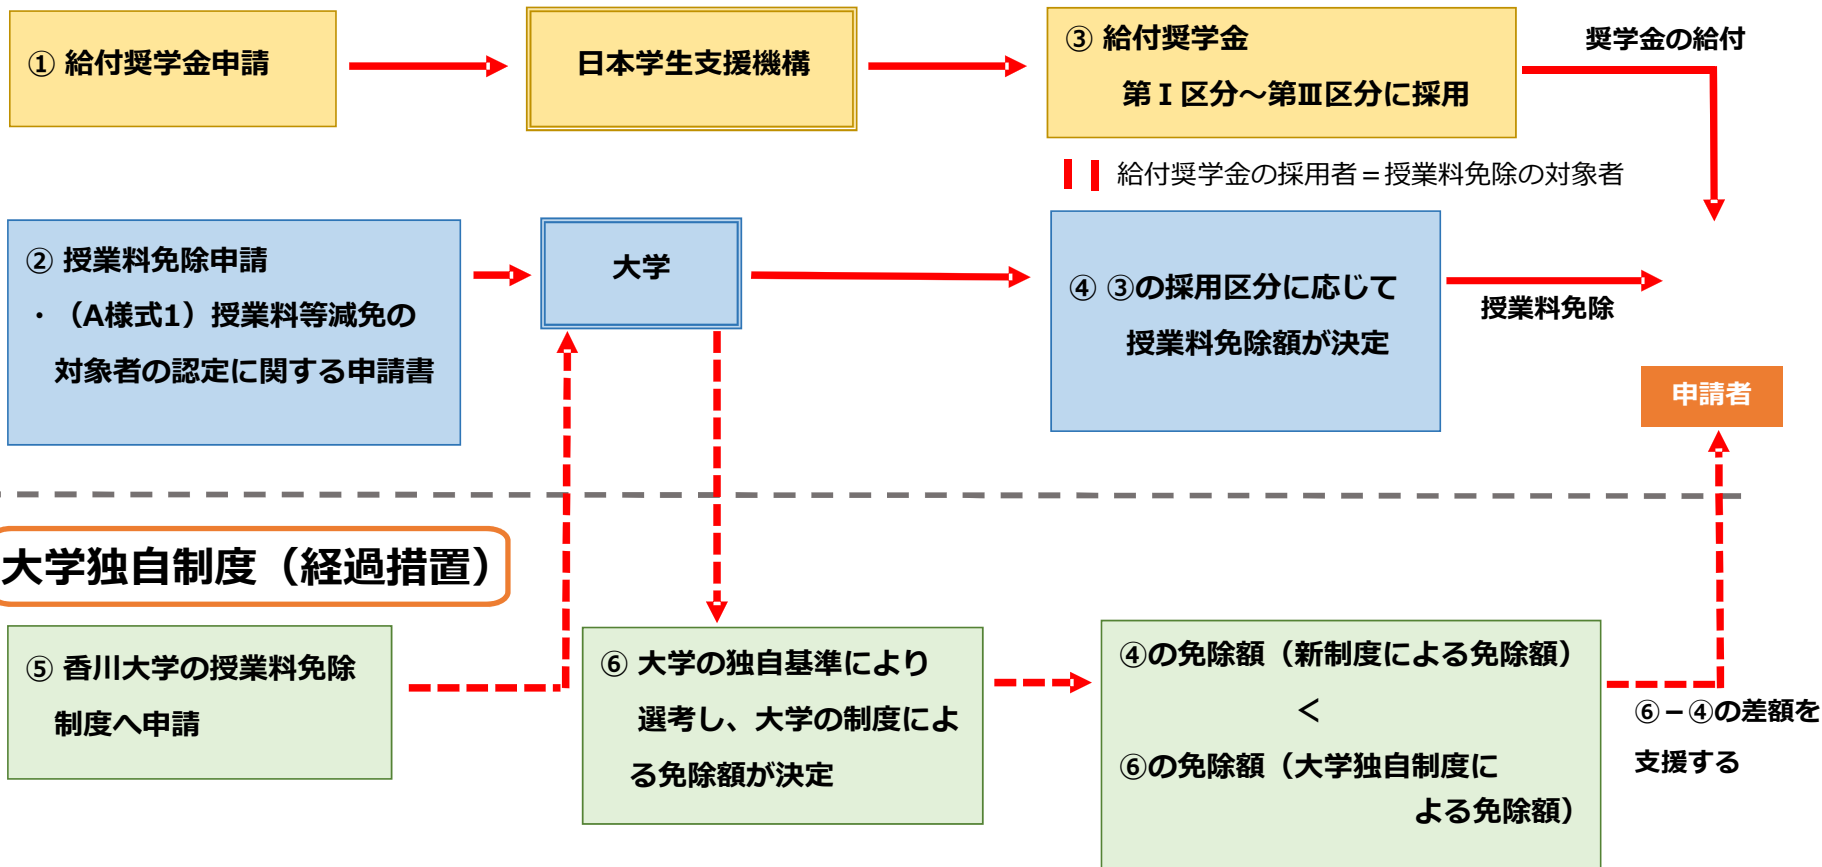 ① 給付奨学金申請
日本学生支援機構
③ 給付奨学金
第Ⅰ区分～第Ⅲ区分に採用
奨学金の給付
給付奨学金の採用者＝授業料免除の対象者
② 授業料免除申請
・（A様式1）授業料等減免の
対象者の認定に関する申請書
大学
④ ③の採用区分に応じて
授業料免除額が決定
授業料免除
申請者
大学独自制度（経過措置）
⑤ 香川大学の授業料免除
制度へ申請
⑥ 大学の独自基準により
選考し、大学の制度によ
る免除額が決定
④の免除額（新制度による免除額）
＜
⑥の免除額（大学独自制度に
よる免除額）
⑥－④の差額を
支援する